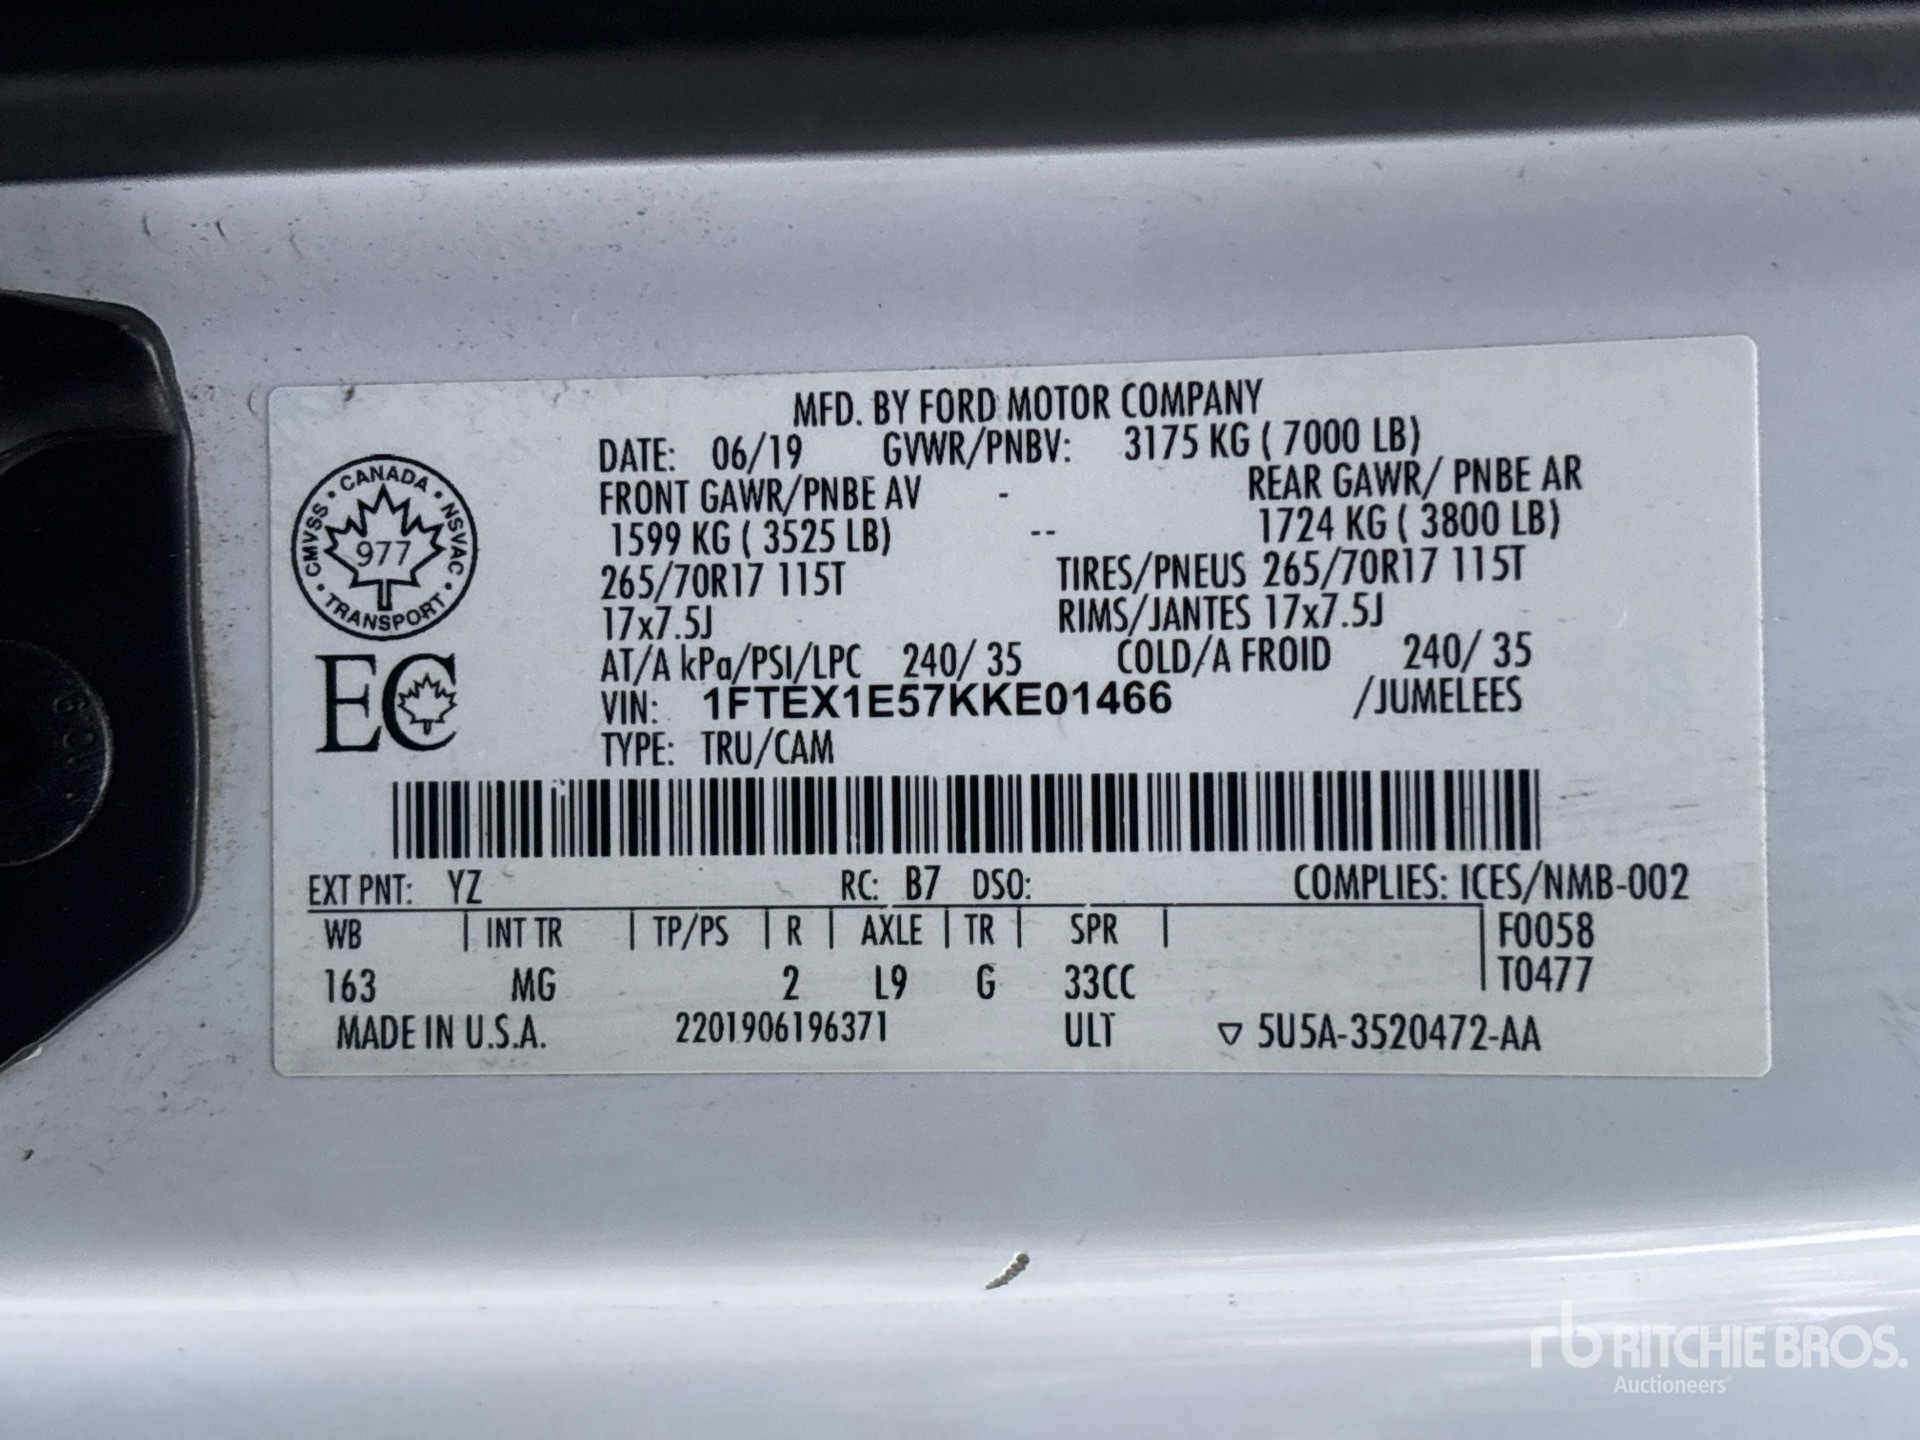 MFD. BY FORD MOTOR COMPANY
DATE: 06/19 GVWR/PNBV: 3175 KG ( 7000 LB)
FRONT GAWR/PNBE AV - REAR GAWR/ PNBE AR
1599 KG ( 3525 LB) -- 1724 KG ( 3800 LB)
265/70R17 115T TIRES/PNEUS 265/70R17 115T
17x7.5J RIMS/JANTES 17x7.5J
AT/A kPa/PSI/LPC 240/ 35 COLD/A FROID 240/ 35
VIN: 1FTEX1E57KKE01466 /JUMELEES
TYPE: TRU/CAM
CANADA • NSVAC • TRANSPORT • CMVSS •
977
EC
EXT PNT: YZ RC: B7 DSO: COMPLIES: ICES/NMB-002
WB | INT TR | TP/PS | R | AXLE | TR | SPR | F0058
163 MG 2 L9 G 33CC T0477
MADE IN U.S.A. 2201906196371 ULT ▽ 5U5A-3520472-AA
rb RITCHIE BROS.
Auctioneers